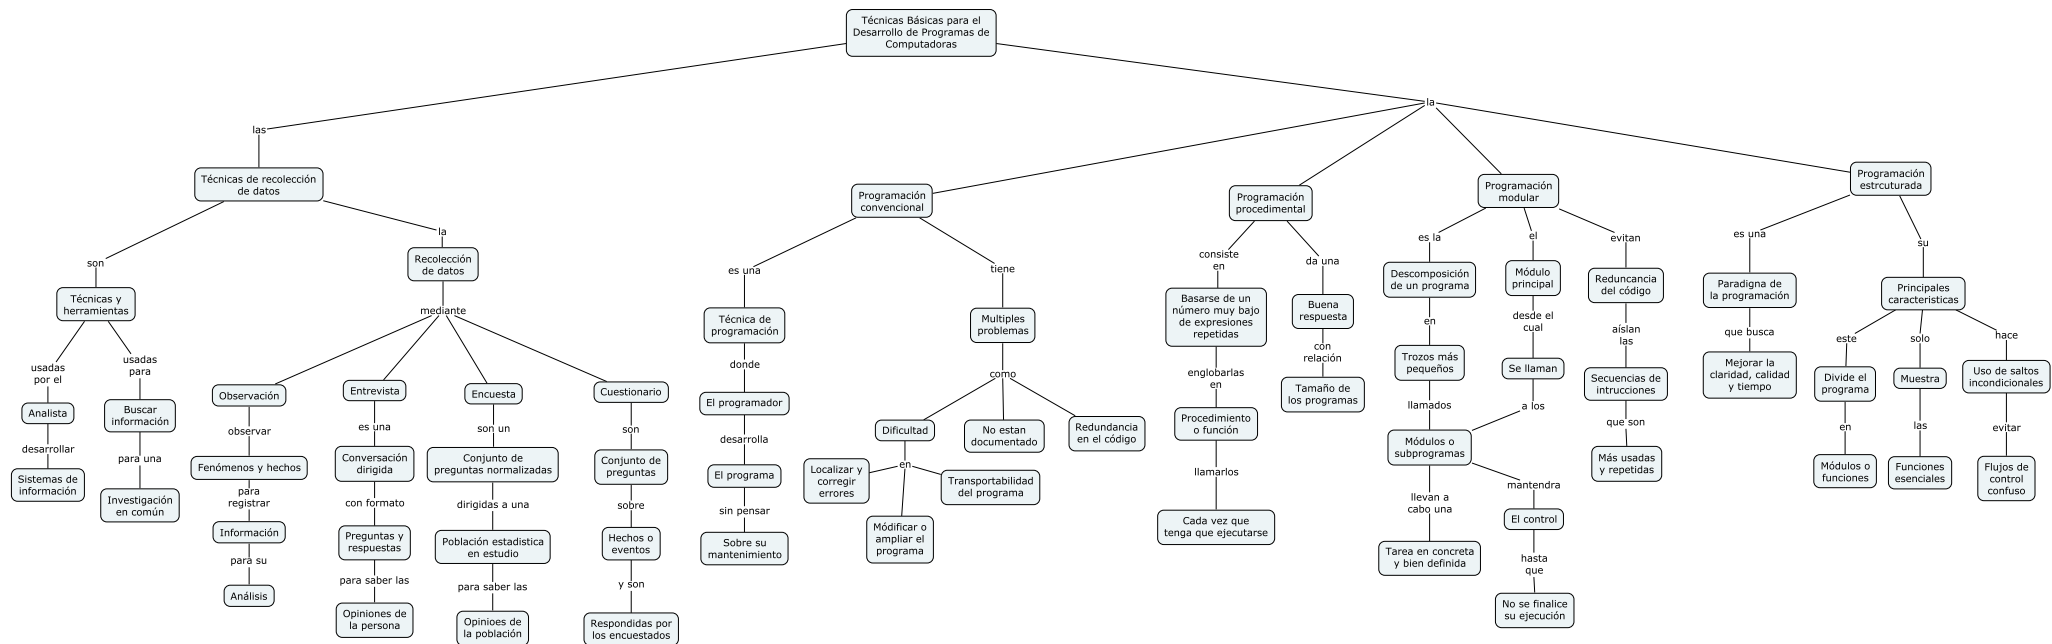 Técnicas Básicas para el
Desarrollo de Programas de
Computadoras
las
la
Técnicas de recolección
de datos
son
la
Técnicas y
herramientas
usadas
por el
Analista
desarrollar
Sistemas de
información
usadas
para
Buscar
información
para una
Investigación
en común
Recolección
de datos
mediante
Observación
observar
Fenómenos y hechos
para
registrar
Información
para su
Análisis
Entrevista
es una
Conversación
dirigida
con formato
Preguntas y
respuestas
para saber las
Opiniones de
la persona
Encuesta
son un
Conjunto de
preguntas normalizadas
dirigidas a una
Población estadistica
en estudio
para saber las
Opinioes de
la población
Cuestionario
son
Conjunto de
preguntas
sobre
Hechos o
eventos
y son
Respondidas por
los encuestados
Programación
convencional
es una
Técnica de
programación
donde
El programador
desarrolla
El programa
sin pensar
Sobre su
mantenimiento
tiene
Multiples
problemas
como
Dificultad
en
Localizar y
corregir
errores
Módificar o
ampliar el
programa
Transportabilidad
del programa
No estan
documentado
Redundancia
en el código
Programación
procedimental
consiste
en
Basarse de un
número muy bajo
de expresiones
repetidas
englobarlas
en
Procedimiento
o función
llamarlos
Cada vez que
tenga que ejecutarse
da una
Buena
respuesta
con
relación
Tamaño de
los programas
Programación
modular
es la
Descomposición
de un programa
en
Trozos más
pequeños
llamados
el
Módulo
principal
desde el
cual
Se llaman
a los
Módulos o
subprogramas
llevan a
cabo una
Tarea en concreta
y bien definida
mantendra
El control
hasta
que
No se finalice
su ejecución
evitan
Reduncancia
del código
aíslan
las
Secuencias de
intrucciones
que son
Más usadas
y repetidas
Programación
estrcuturada
es una
Paradigma de
la programación
que busca
Mejorar la
claridad, calidad
y tiempo
su
Principales
caracteristicas
este
Divide el
programa
en
Módulos o
funciones
solo
Muestra
las
Funciones
esenciales
hace
Uso de saltos
incondicionales
evitar
Flujos de
control
confuso